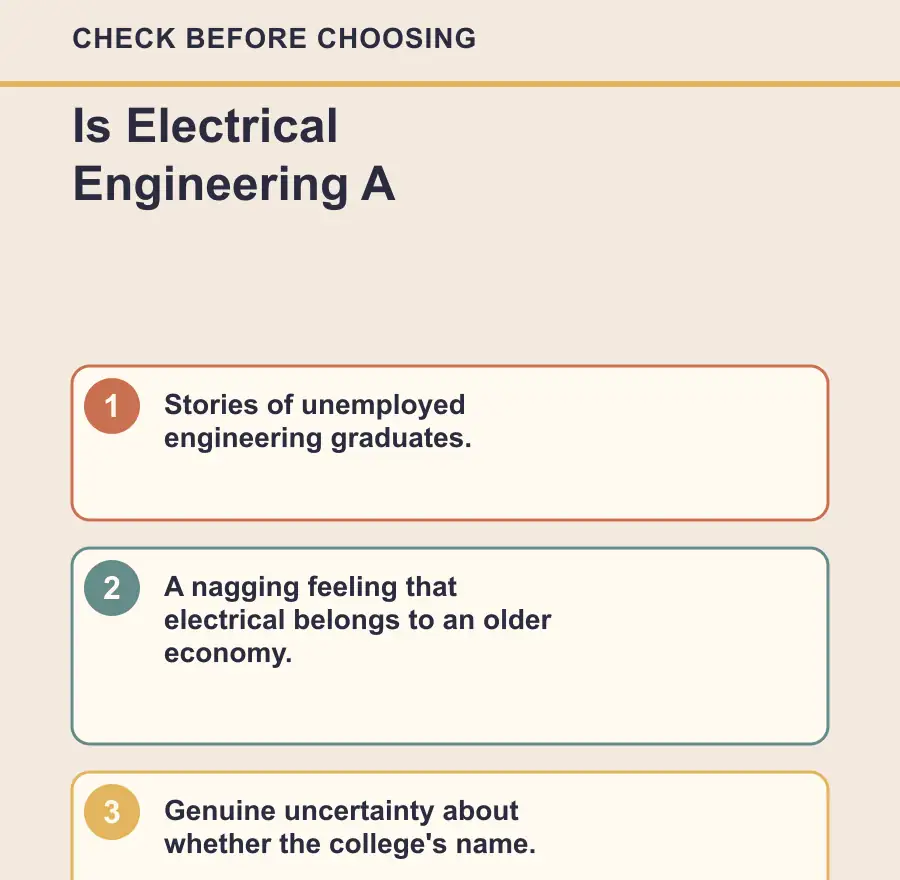 CHECK BEFORE CHOOSING
Is Electrical
Engineering A
1
Stories of unemployed
engineering graduates.
2
A nagging feeling that
electrical belongs to an older
economy.
3
Genuine uncertainty about
whether the college's name.